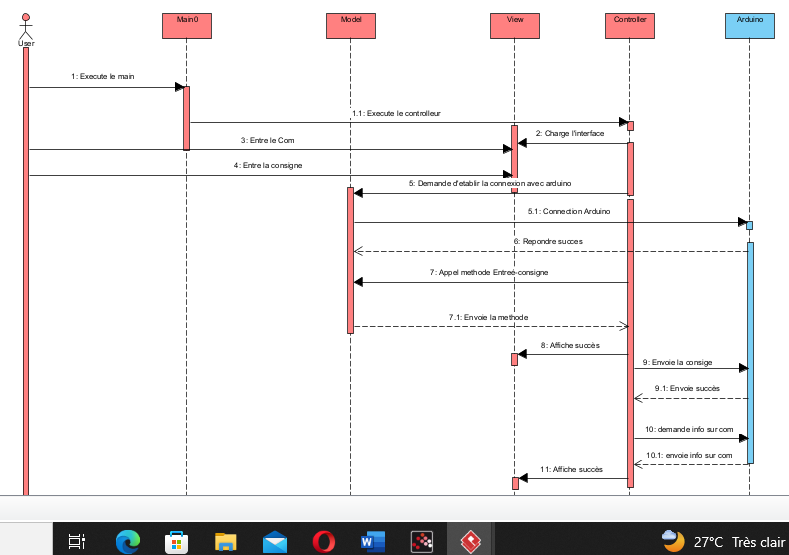 User
Main0
Model
View
Controller
Arduino
1: Execute le main
1.1: Execute le controlleur
2: Charge l'interface
3: Entre le Com
4: Entre la consigne
5: Demande d'etablir la connexion avec arduino
5.1: Connection Arduino
6: Repondre succes
7: Appel methode Entree-consigne
7.1: Envoie la methode
8: Affiche succès
9: Envoie la consige
9.1: Envoie succès
10: demande info sur com
10.1: envoie info sur com
11: Affiche succès
27°C Très clair